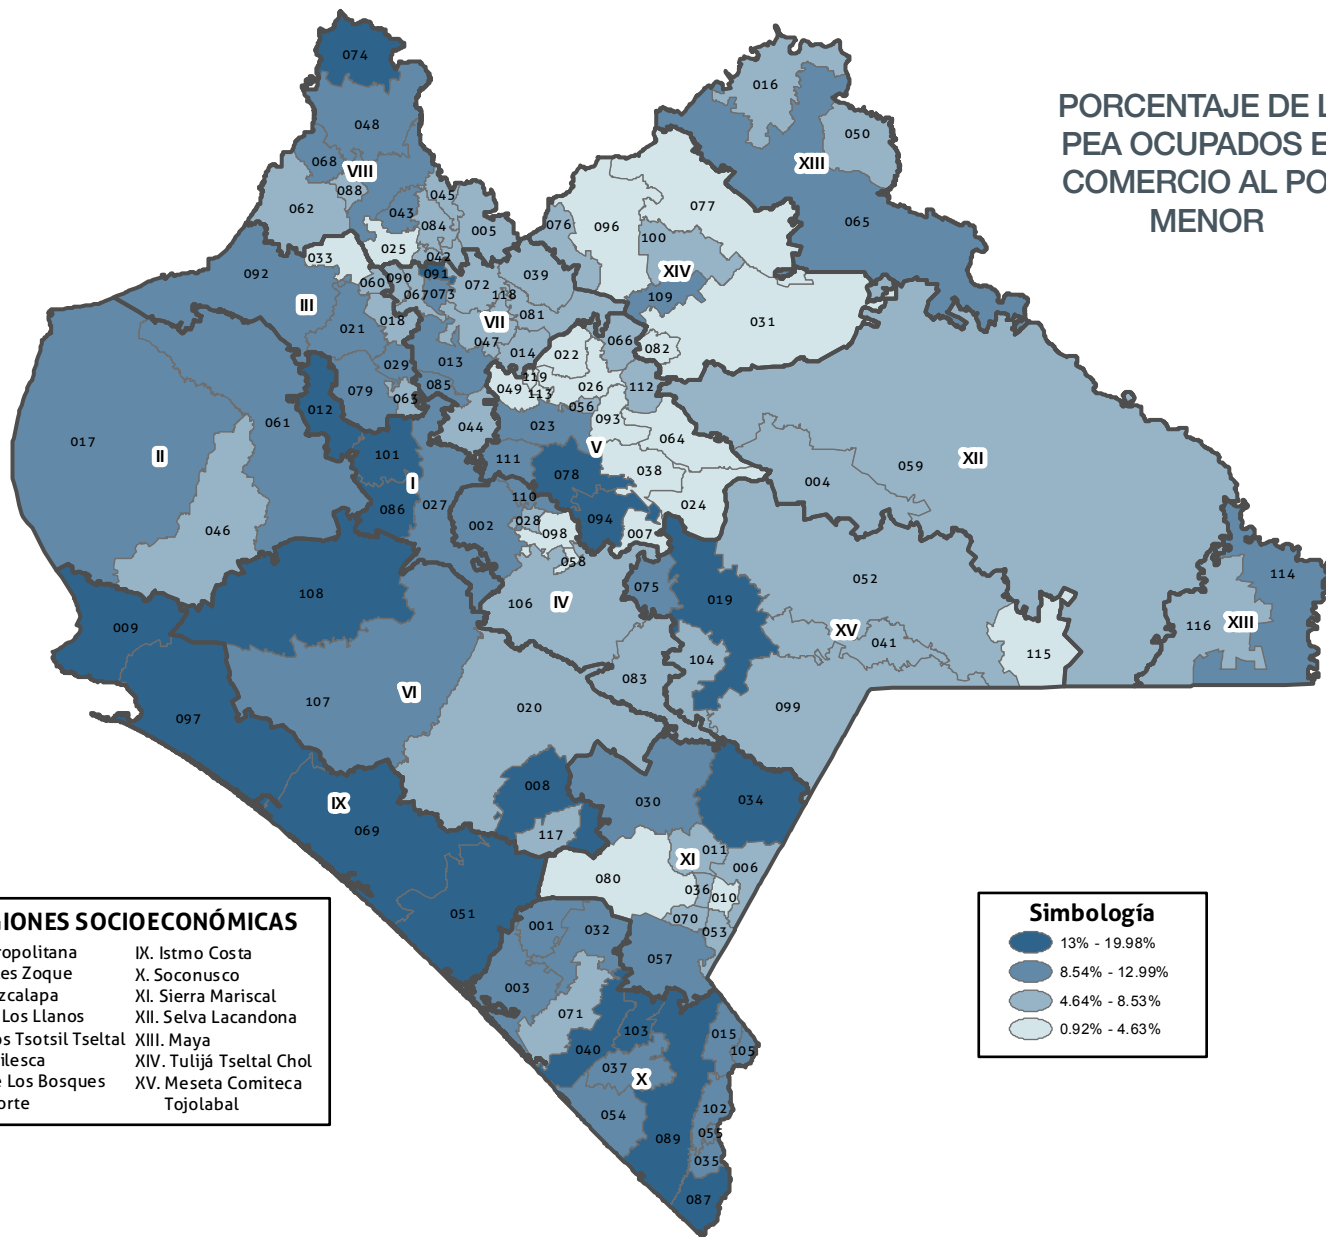 PORCENTAJE DE L
PEA OCUPADOS E
COMERCIO AL PO
MENOR
074
016
048
050
068
VIII
XIII
088
045
062
043
077
084
005
076
096
065
025
100
033
042
092
091
039
XIV
060
090
072
III
067
073
118
109
018
VII
081
031
021
047
066
014
022
082
013
029
119
049
026
112
079
085
113
063
012
056
093
017
061
044
023
064
II
101
V
XII
111
038
059
I
078
004
086
027
110
024
002
028
094
046
098
007
058
108
106
IV
075
052
114
009
019
XV
116
XIII
041
115
104
083
107
VI
020
099
097
008
IX
030
034
069
117
XI
011
006
080
036
010
051
070
053
001
032
057
003
071
103
015
040
105
037
X
054
102
089
055
035
087
GIONES SOCIOECONÓMICAS
ropolitana
es Zoque
zcalapa
Los Llanos
os Tsotsil Tseltal
ilesca
e Los Bosques
orte
IX. Istmo Costa
X. Soconusco
XI. Sierra Mariscal
XII. Selva Lacandona
XIII. Maya
XIV. Tulijá Tseltal Chol
XV. Meseta Comiteca
Tojolabal
Simbología
13% - 19.98%
8.54% - 12.99%
4.64% - 8.53%
0.92% - 4.63%